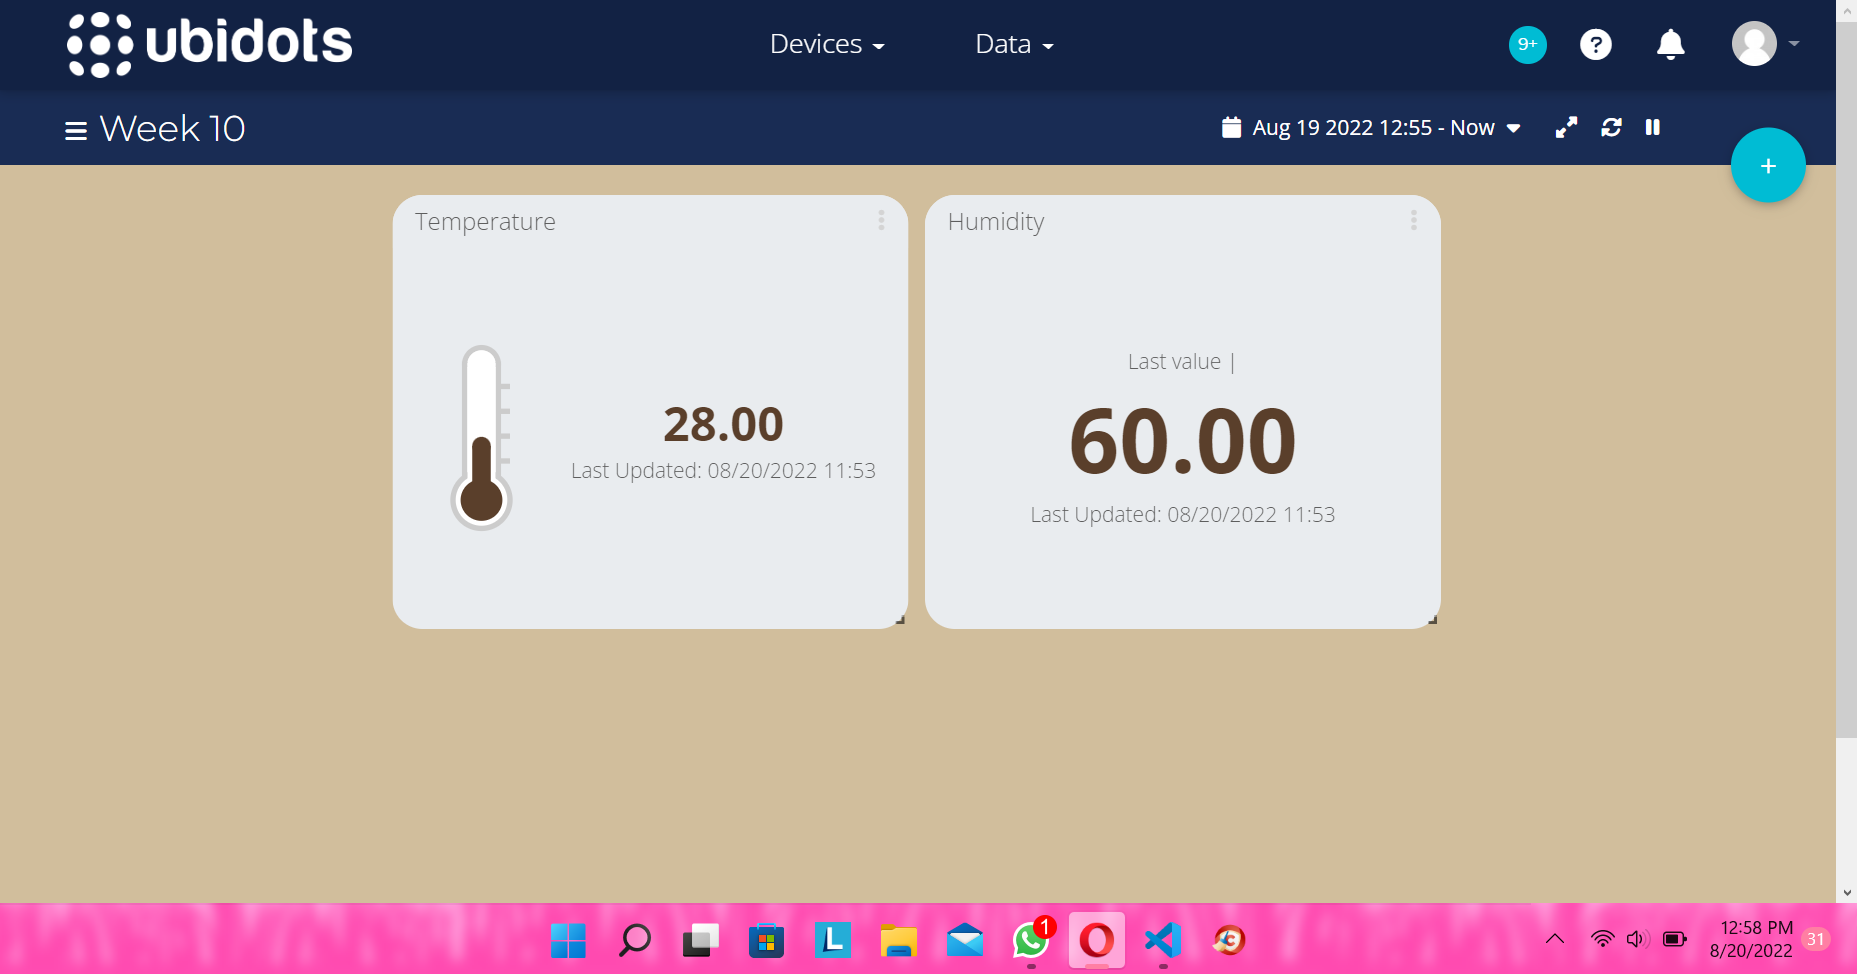 ubidots
Devices
Data
9+
?
Week 10
Aug 19 2022 12:55 - Now
+
Temperature
28.00
Last Updated: 08/20/2022 11:53
Humidity
Last value |
60.00
Last Updated: 08/20/2022 11:53
L
1
12:58 PM
8/20/2022
31